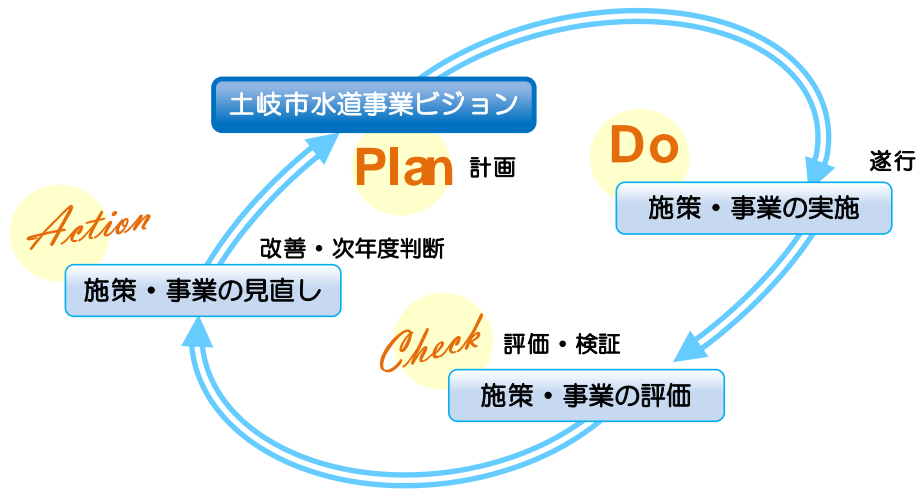 土岐市水道事業ビジョン
Plan 計画
Do
遂行
施策・事業の実施
Action
改善・次年度判断
施策・事業の見直し
Check 評価・検証
施策・事業の評価